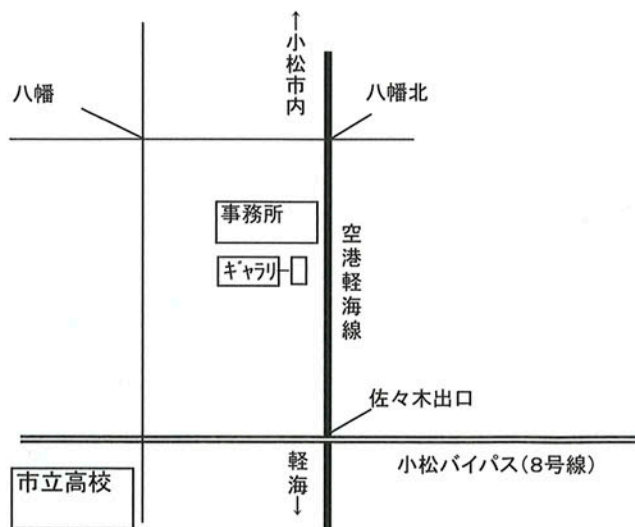 ↑小松市内
八幡
八幡北
事務所
ギャラリー
空港軽海線
佐々木出口
小松バイパス(8号線)
軽海↓
市立高校